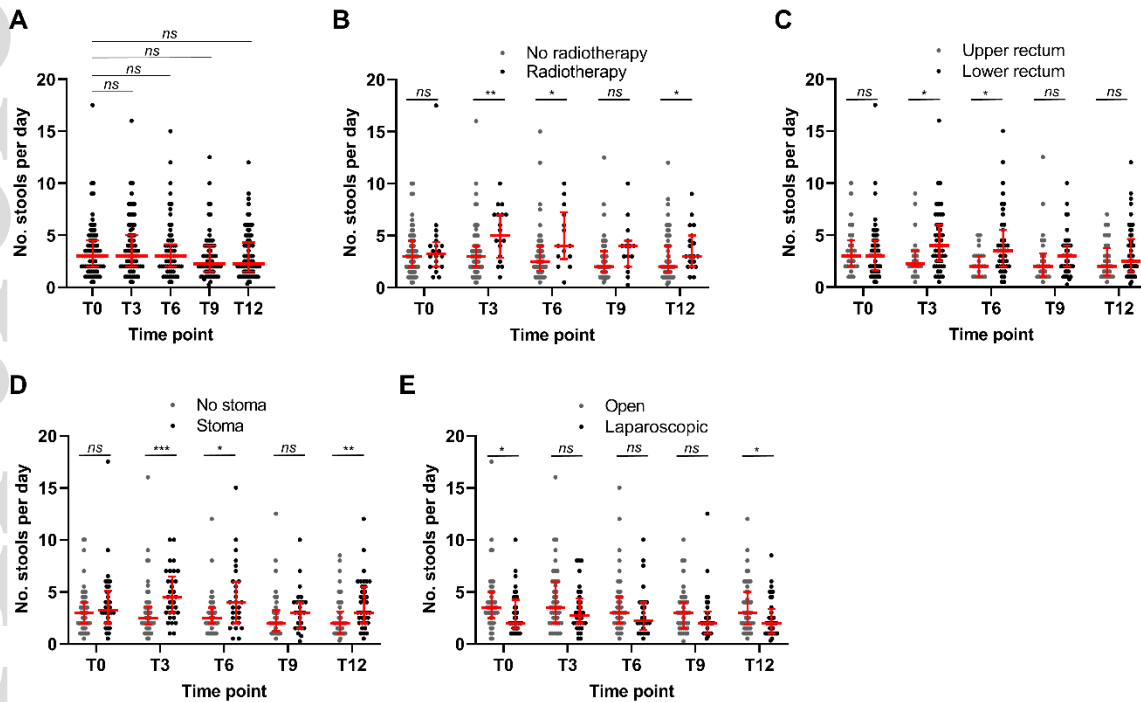 A
ns
ns
ns
ns
No. stools per day
20
15
10
5
0
T0 T3 T6 T9 T12
Time point
B
No radiotherapy
Radiotherapy
ns ** * ns *
No. stools per day
20
15
10
5
0
T0 T3 T6 T9 T12
Time point
C
Upper rectum
Lower rectum
ns * * ns ns
No. stools per day
20
15
10
5
0
T0 T3 T6 T9 T12
Time point
D
No stoma
Stoma
ns *** * ns **
No. stools per day
20
15
10
5
0
T0 T3 T6 T9 T12
Time point
E
Open
Laparoscopic
* ns ns ns *
No. stools per day
20
15
10
5
0
T0 T3 T6 T9 T12
Time point